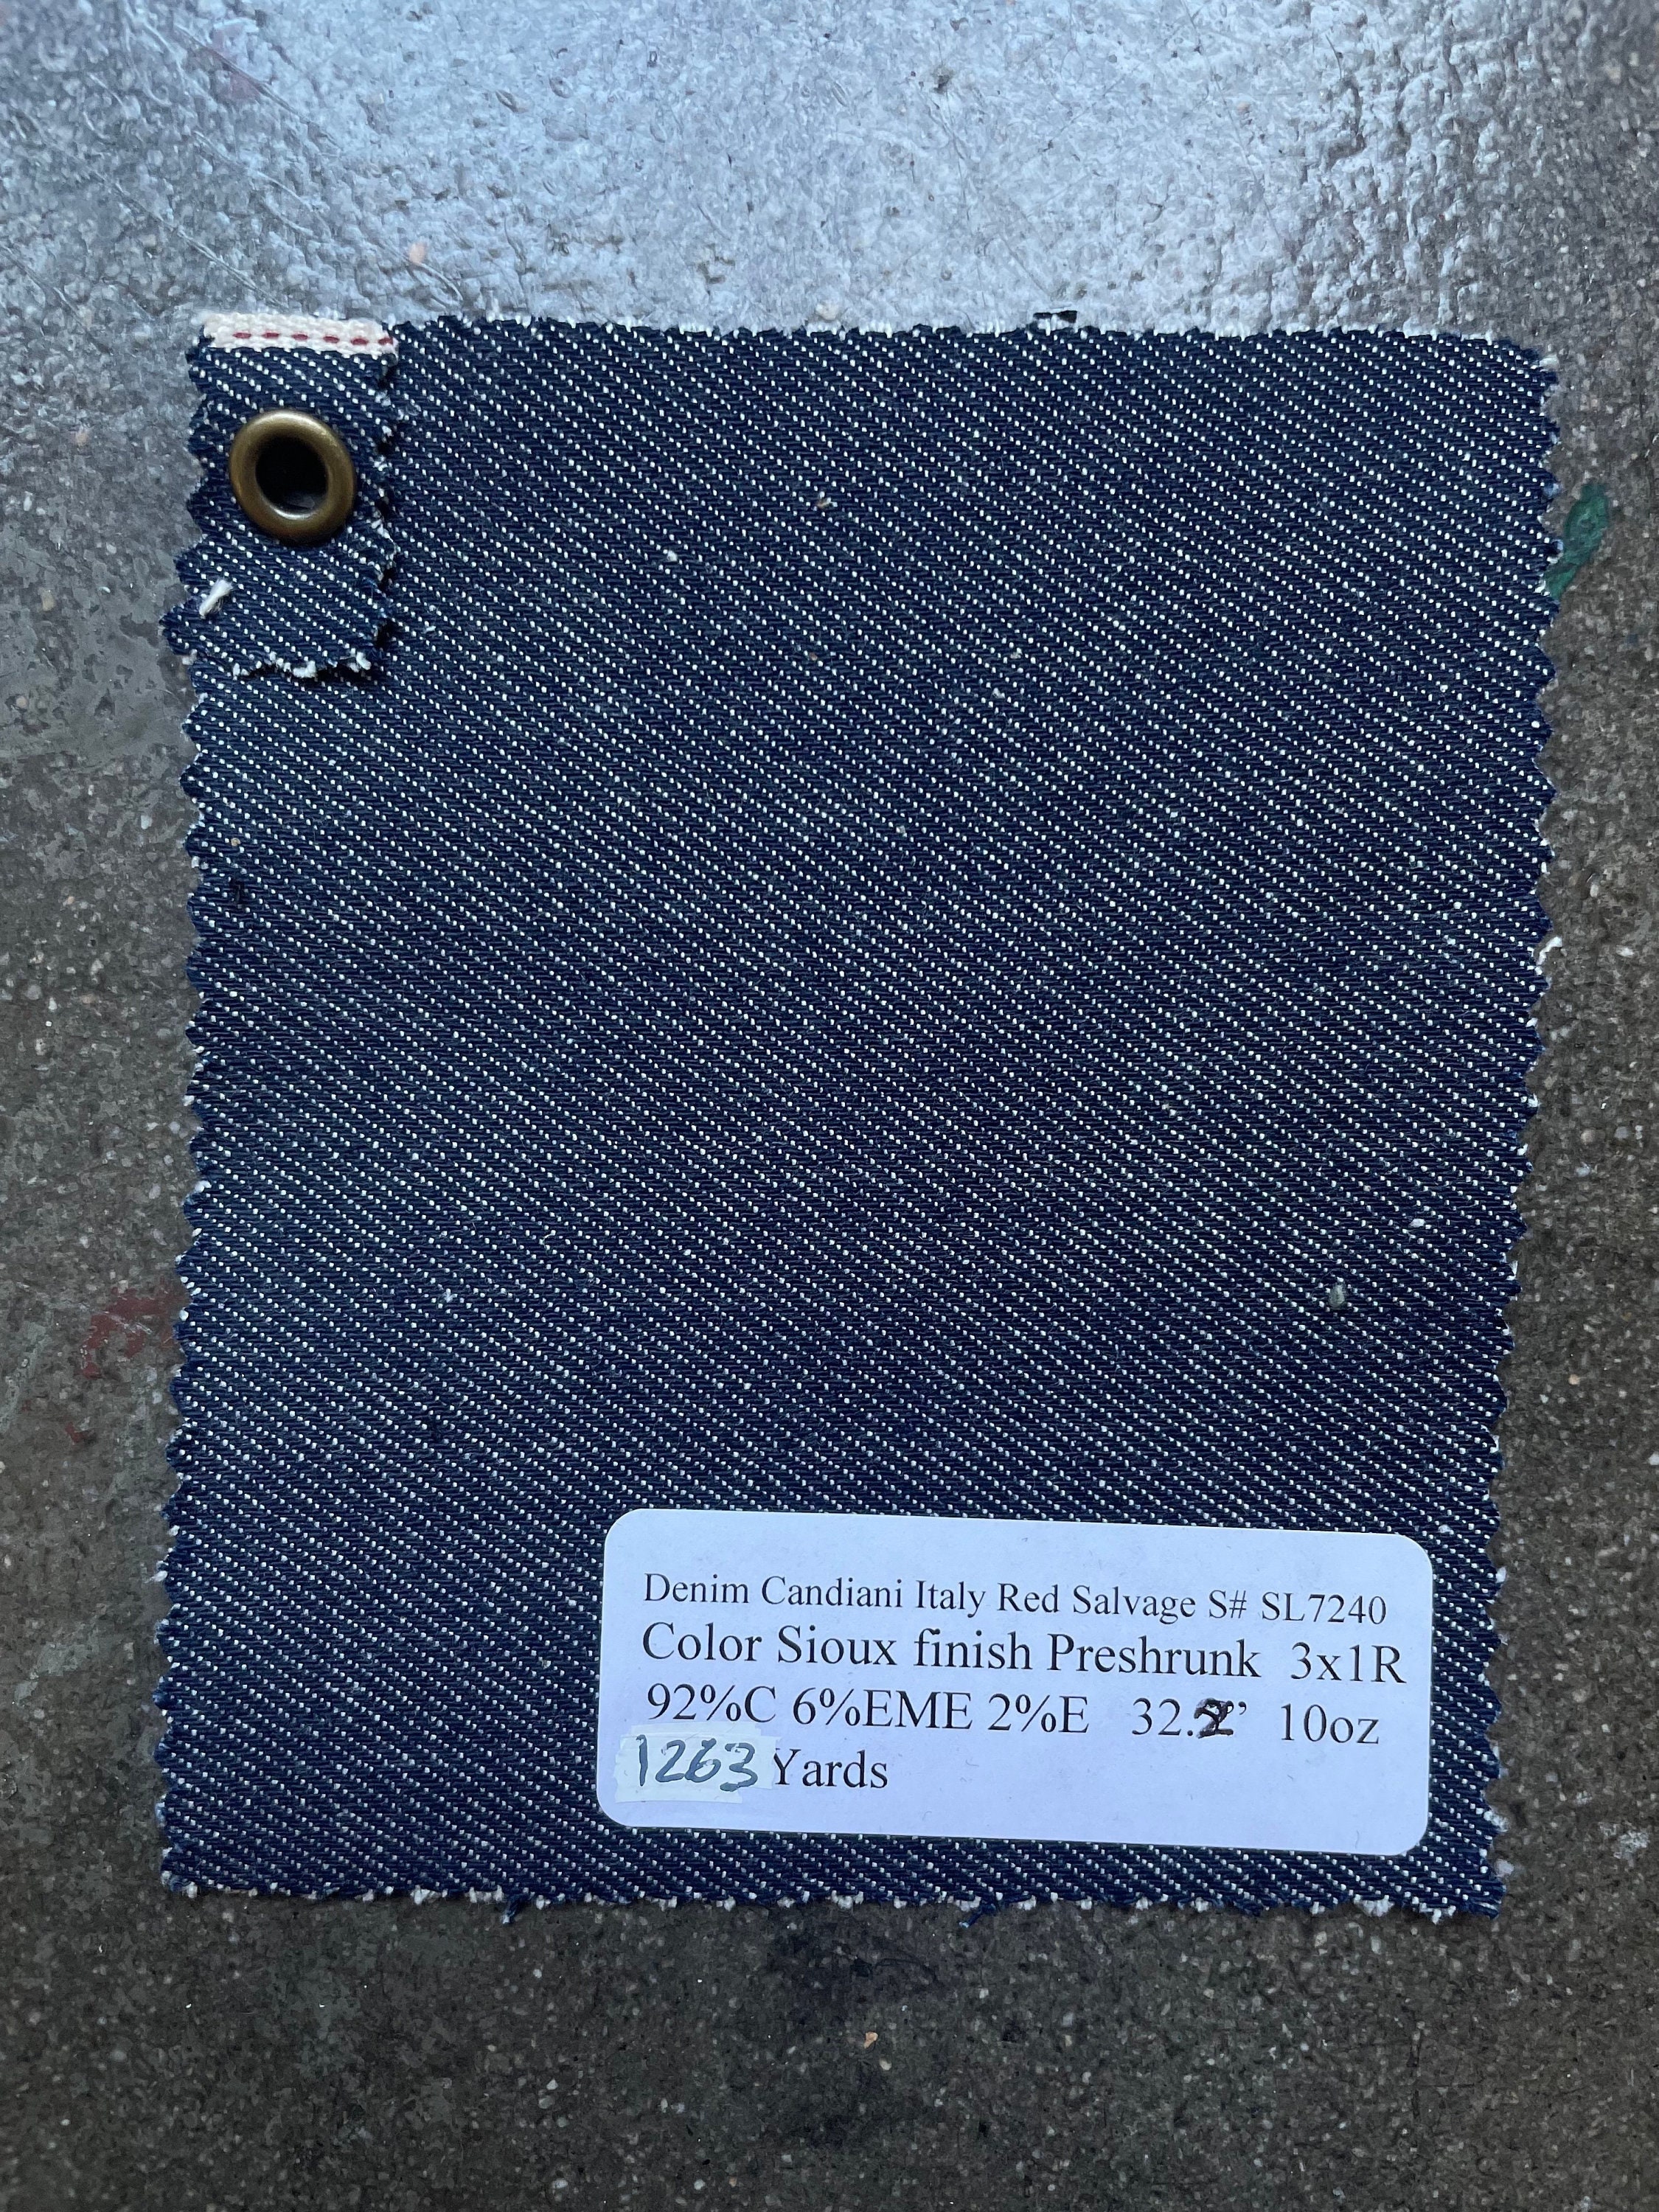 Denim Candiani Italy Red Salvage S# SL7240
Color Sioux finish Preshrunk 3x1R
92%C 6%EME 2%E 10oz
1263 Yards